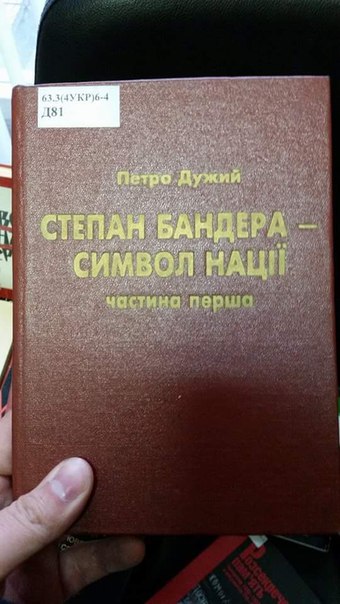 63.3(4УКР)6-4
Д81
Петро Дужий
СТЕПАН БАНДЕРА –
СИМВОЛ НАЦІЇ
частина перша